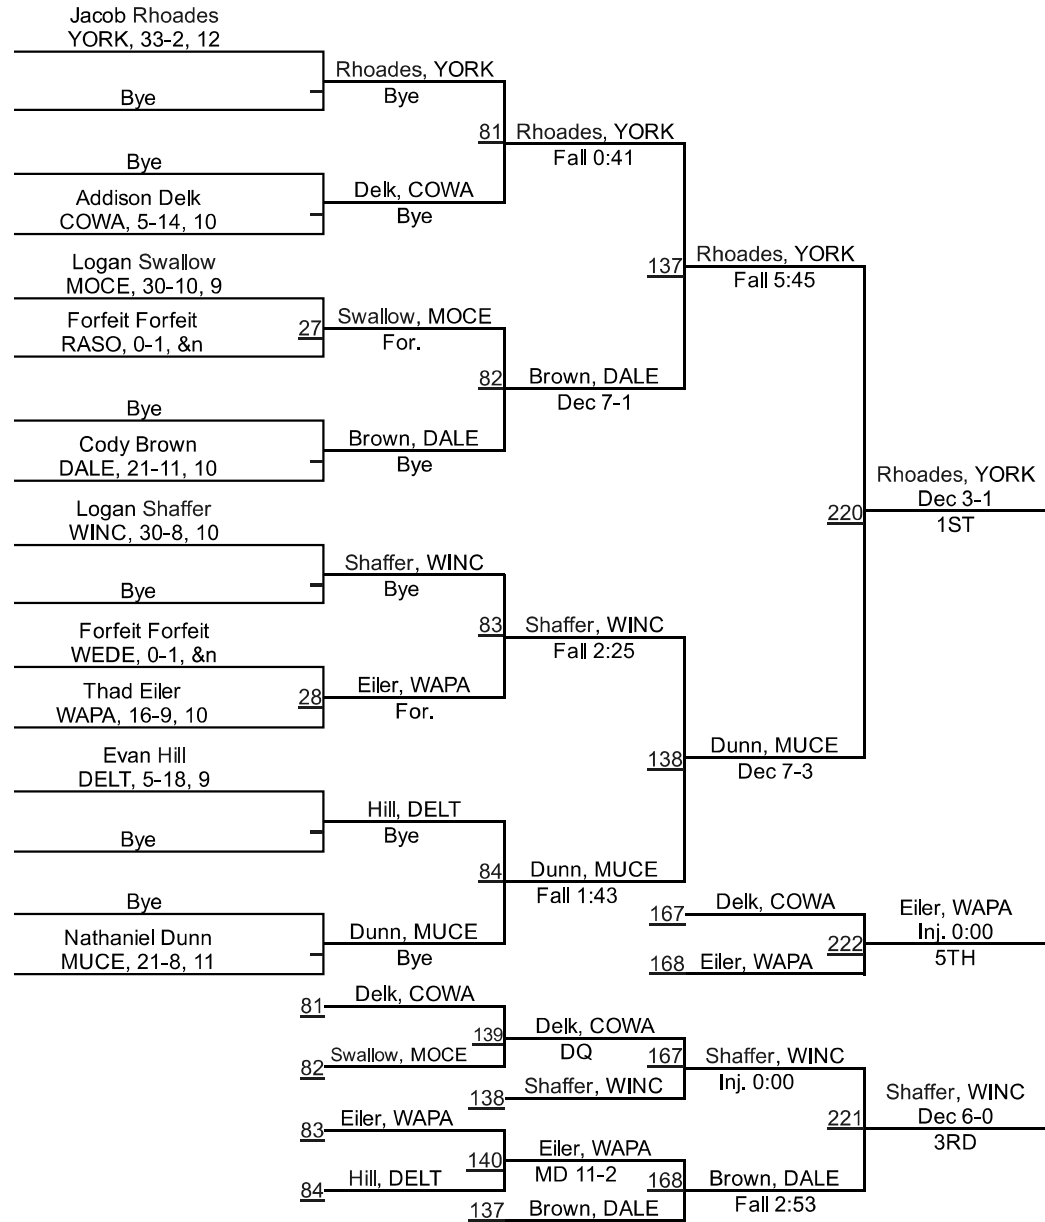 Jacob Rhoades
YORK, 33-2, 12
Rhoades, YORK
Bye
Bye
81
Rhoades, YORK
Fall 0:41
Bye
Addison Delk
COWA, 5-14, 10
Delk, COWA
Bye
137
Rhoades, YORK
Fall 5:45
Logan Swallow
MOCE, 30-10, 9
Forfeit Forfeit
RASO, 0-1, &n
27
Swallow, MOCE
For.
82
Brown, DALE
Dec 7-1
Bye
Cody Brown
DALE, 21-11, 10
Brown, DALE
Bye
220
Rhoades, YORK
Dec 3-1
1ST
Logan Shaffer
WINC, 30-8, 10
Shaffer, WINC
Bye
Bye
83
Shaffer, WINC
Fall 2:25
Forfeit Forfeit
WEDE, 0-1, &n
Thad Eiler
WAPA, 16-9, 10
28
Eiler, WAPA
For.
138
Dunn, MUCE
Dec 7-3
Evan Hill
DELT, 5-18, 9
Hill, DELT
Bye
Bye
84
Dunn, MUCE
Fall 1:43
Bye
Nathaniel Dunn
MUCE, 21-8, 11
Dunn, MUCE
Bye
167
Delk, COWA
168
Eiler, WAPA
222
Eiler, WAPA
Inj. 0:00
5TH
81
Delk, COWA
82
Swallow, MOCE
139
Delk, COWA
DQ
138
Shaffer, WINC
167
Shaffer, WINC
Inj. 0:00
83
Eiler, WAPA
84
Hill, DELT
140
Eiler, WAPA
MD 11-2
137
Brown, DALE
168
Brown, DALE
Fall 2:53
221
Shaffer, WINC
Dec 6-0
3RD